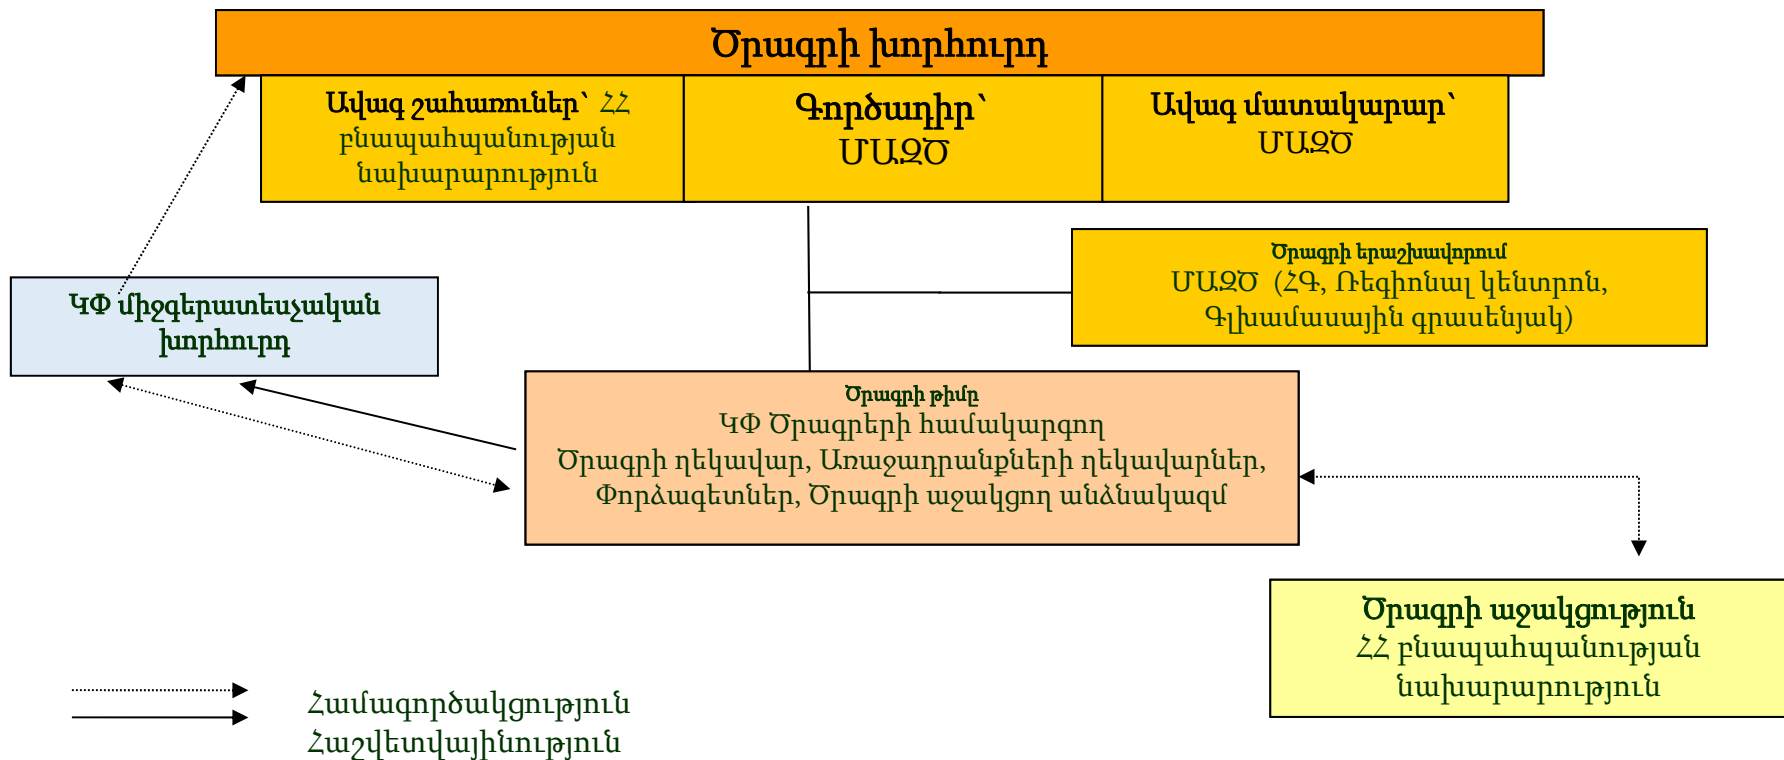 Ծրագրի խորհուրդ
Ավագ շահառուներ՝ ՀՀ
բնապահպանության
նախարարություն
Գործադիր՝
ՄԱԶԾ
Ավագ մատակարար՝
ՄԱԶԾ
Ծրագրի երաշխավորում
ՄԱԶԾ (ՀԳ, Ռեգիոնալ կենտրոն,
Գլխամասային գրասենյակ)
ԿՓ միջգերատեսչական
խորհուրդ
Ծրագրի թիմը
ԿՓ Ծրագրերի համակարգող
Ծրագրի ղեկավար, Առաջադրանքների ղեկավարներ,
Փորձագետներ, Ծրագրի աջակցող անձնակազմ
Ծրագրի աջակցություն
ՀՀ բնապահպանության
նախարարություն
Համագործակցություն
Հաշվետվայինություն